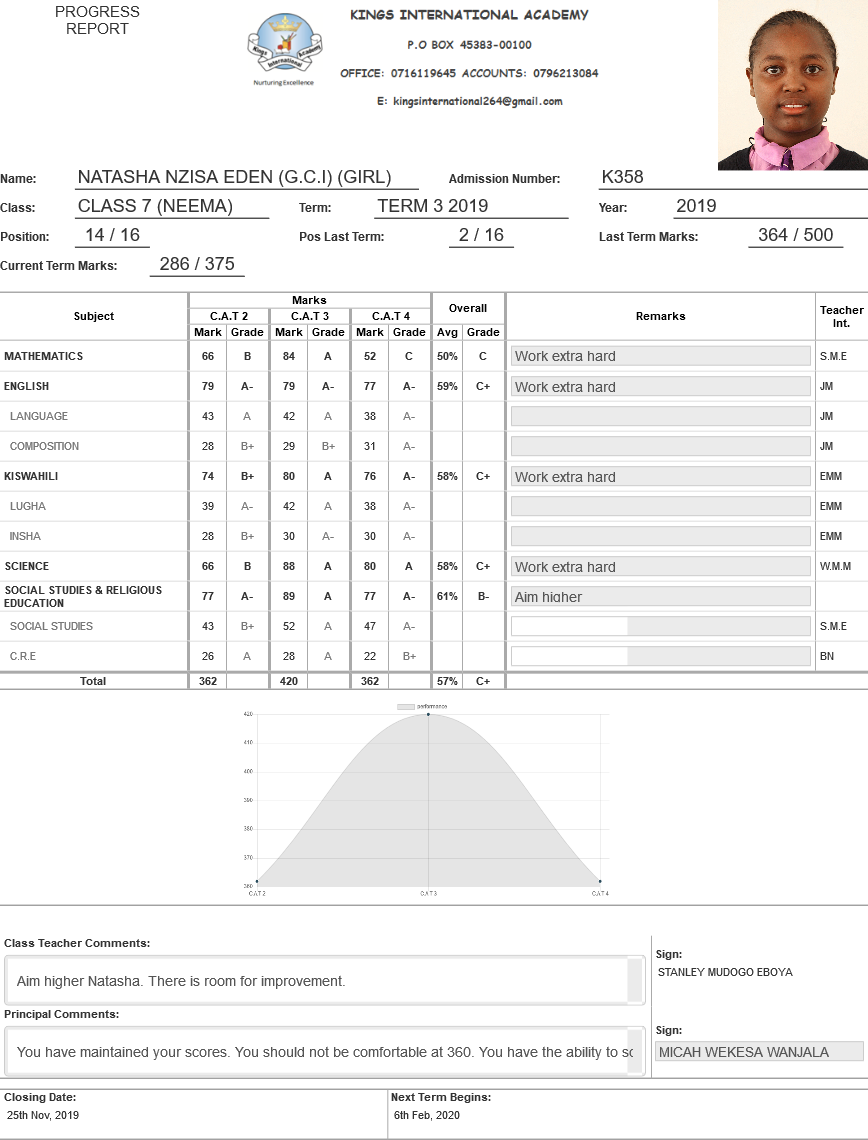 PROGRESS
REPORT
Kings International Academy
Nurturing Excellence
KINGS INTERNATIONAL ACADEMY
P.O BOX 45383-00100
OFFICE: 0716119645 ACCOUNTS: 0796213084
E: kingsinternational264@gmail.com
Name: NATASHA NZISA EDEN (G.C.I) (GIRL) Admission Number: K358
Class: CLASS 7 (NEEMA) Term: TERM 3 2019 Year: 2019
Position: 14 / 16 Pos Last Term: 2 / 16 Last Term Marks: 364 / 500
Current Term Marks: 286 / 375
Subject Marks Overall Remarks Teacher Int.
C.A.T 2 C.A.T 3 C.A.T 4
Mark Grade Mark Grade Mark Grade Avg Grade
MATHEMATICS 66 B 84 A 52 C 50% C Work extra hard S.M.E
ENGLISH 79 A- 79 A- 77 A- 59% C+ Work extra hard JM
LANGUAGE 43 A 42 A 38 A- JM
COMPOSITION 28 B+ 29 B+ 31 A- JM
KISWAHILI 74 B+ 80 A 76 A- 58% C+ Work extra hard EMM
LUGHA 39 A- 42 A 38 A- EMM
INSHA 28 B+ 30 A- 30 A- EMM
SCIENCE 66 B 88 A 80 A 58% C+ Work extra hard W.M.M
SOCIAL STUDIES & RELIGIOUS
EDUCATION 77 A- 89 A 77 A- 61% B- Aim higher
SOCIAL STUDIES 43 B+ 52 A 47 A- S.M.E
C.R.E 26 A 28 A 22 B+ BN
Total 362 420 362 57% C+
performance
420
410
400
390
380
370
360
C.A.T 2 C.A.T 3 C.A.T 4
Class Teacher Comments:
Aim higher Natasha. There is room for improvement.
Sign:
STANLEY MUDOGO EBOYA
Principal Comments:
You have maintained your scores. You should not be comfortable at 360. You have the ability to sc
Sign:
MICAH WEKESA WANJALA
Closing Date: Next Term Begins:
25th Nov, 2019 6th Feb, 2020